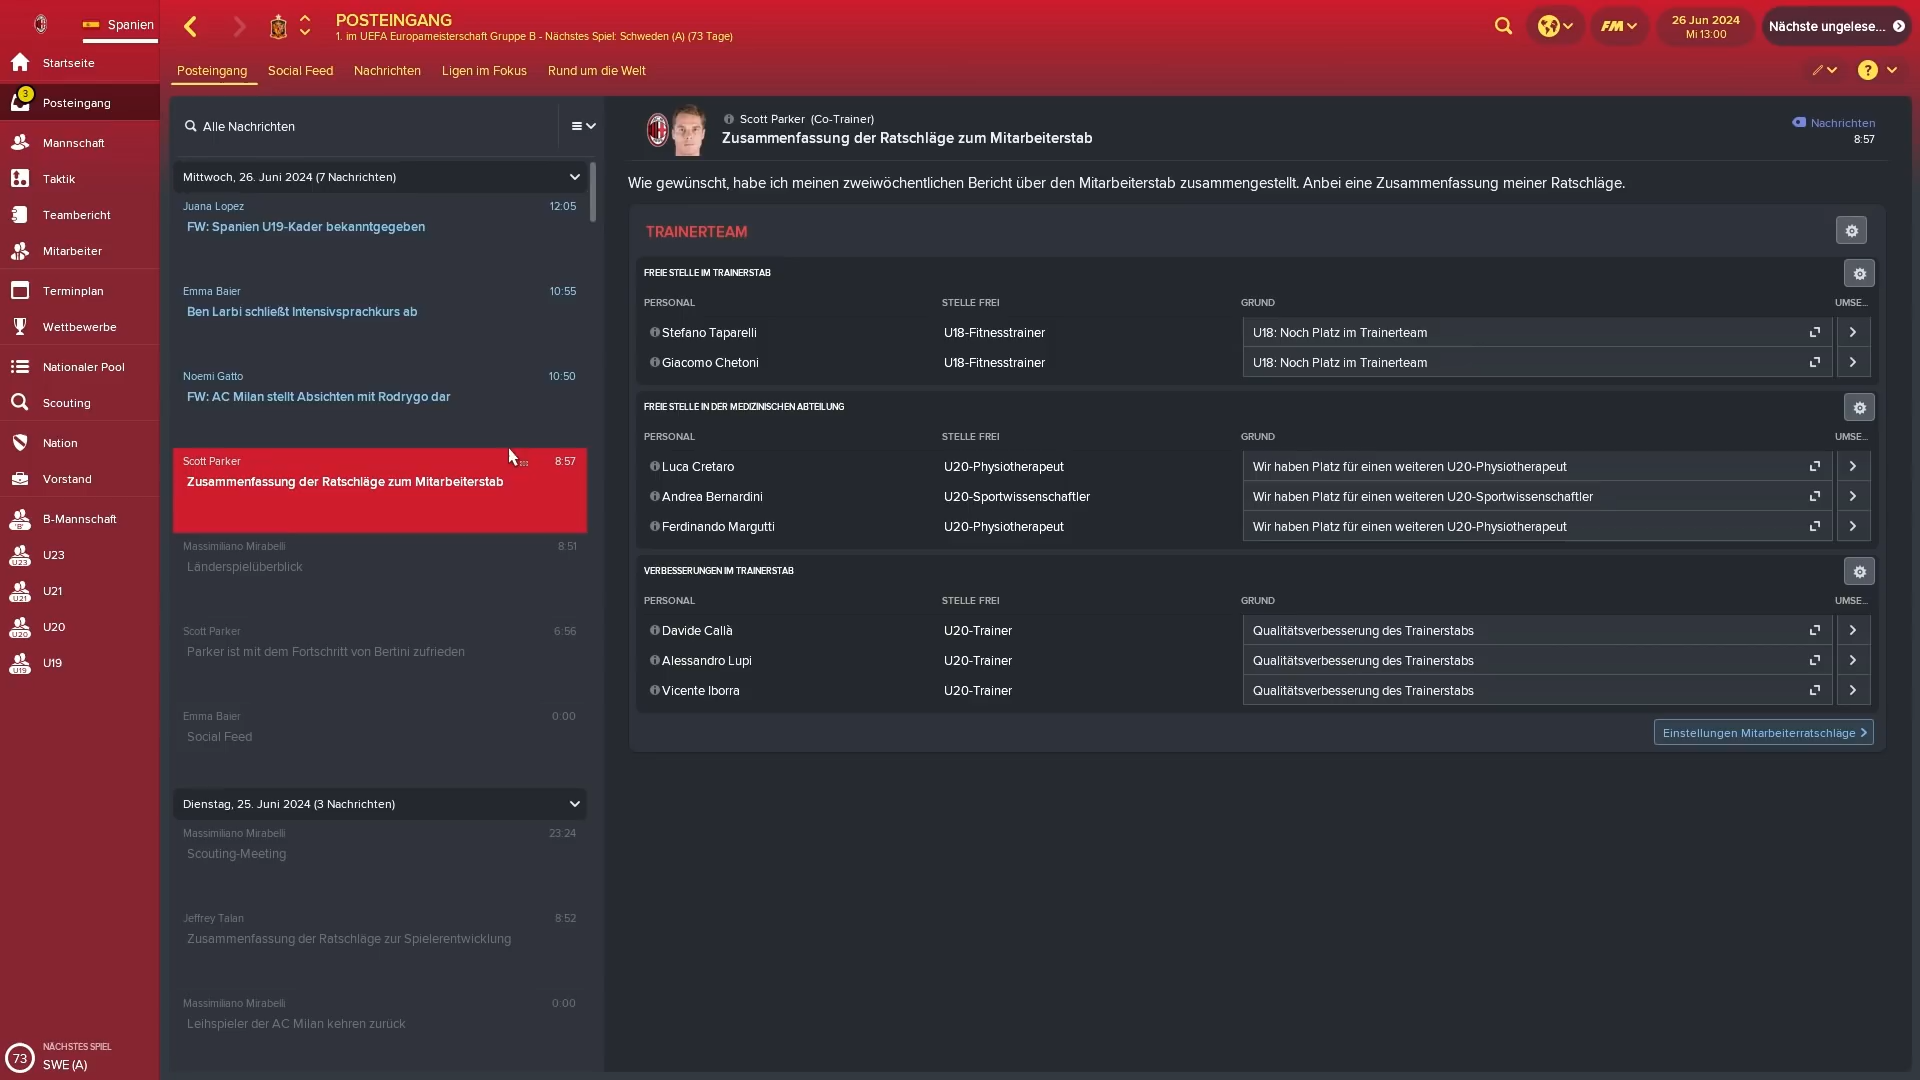 Spanien
POSTEINGANG
1. im UEFA Europameisterschaft Gruppe B - Nächstes Spiel: Schweden (A) (73 Tage)
FM
26 Jun 2024
Mi 13:00
Nächste ungelese...
Posteingang
Social Feed
Nachrichten
Ligen im Fokus
Rund um die Welt
?
Startseite
3
Posteingang
Mannschaft
Taktik
Teambericht
Mitarbeiter
Terminplan
Wettbewerbe
Nationaler Pool
Scouting
Nation
Vorstand
'B'
B-Mannschaft
U23
U23
U21
U21
U20
U20
U19
U19
73
NÄCHSTES SPIEL
SWE (A)
Alle Nachrichten
Mittwoch, 26. Juni 2024 (7 Nachrichten)
Juana Lopez 12:05
FW: Spanien U19-Kader bekanntgegeben
Emma Baier 10:55
Ben Larbi schließt Intensivsprachkurs ab
Noemi Gatto 10:50
FW: AC Milan stellt Absichten mit Rodrygo dar
Scott Parker 8:57
Zusammenfassung der Ratschläge zum Mitarbeiterstab
Massimiliano Mirabelli 8:51
Länderspielüberblick
Scott Parker 6:56
Parker ist mit dem Fortschritt von Bertini zufrieden
Emma Baier 0:00
Social Feed
Dienstag, 25. Juni 2024 (3 Nachrichten)
Massimiliano Mirabelli 23:24
Scouting-Meeting
Jeffrey Talan 8:52
Zusammenfassung der Ratschläge zur Spielerentwicklung
Massimiliano Mirabelli 0:00
Leihspieler der AC Milan kehren zurück
Scott Parker (Co-Trainer)
Zusammenfassung der Ratschläge zum Mitarbeiterstab
Nachrichten
8:57
Wie gewünscht, habe ich meinen zweiwöchentlichen Bericht über den Mitarbeiterstab zusammengestellt. Anbei eine Zusammenfassung meiner Ratschläge.
TRAINERTEAM
FREIE STELLE IM TRAINERSTAB
PERSONAL STELLE FREI GRUND UMSE...
Stefano Taparelli U18-Fitnesstrainer U18: Noch Platz im Trainerteam
Giacomo Chetoni U18-Fitnesstrainer U18: Noch Platz im Trainerteam
FREIE STELLE IN DER MEDIZINISCHEN ABTEILUNG
PERSONAL STELLE FREI GRUND UMSE...
Luca Cretaro U20-Physiotherapeut Wir haben Platz für einen weiteren U20-Physiotherapeut
Andrea Bernardini U20-Sportwissenschaftler Wir haben Platz für einen weiteren U20-Sportwissenschaftler
Ferdinando Margutti U20-Physiotherapeut Wir haben Platz für einen weiteren U20-Physiotherapeut
VERBESSERUNGEN IM TRAINERSTAB
PERSONAL STELLE FREI GRUND UMSE...
Davide Callà U20-Trainer Qualitätsverbesserung des Trainerstabs
Alessandro Lupi U20-Trainer Qualitätsverbesserung des Trainerstabs
Vicente Iborra U20-Trainer Qualitätsverbesserung des Trainerstabs
Einstellungen Mitarbeiterratschläge